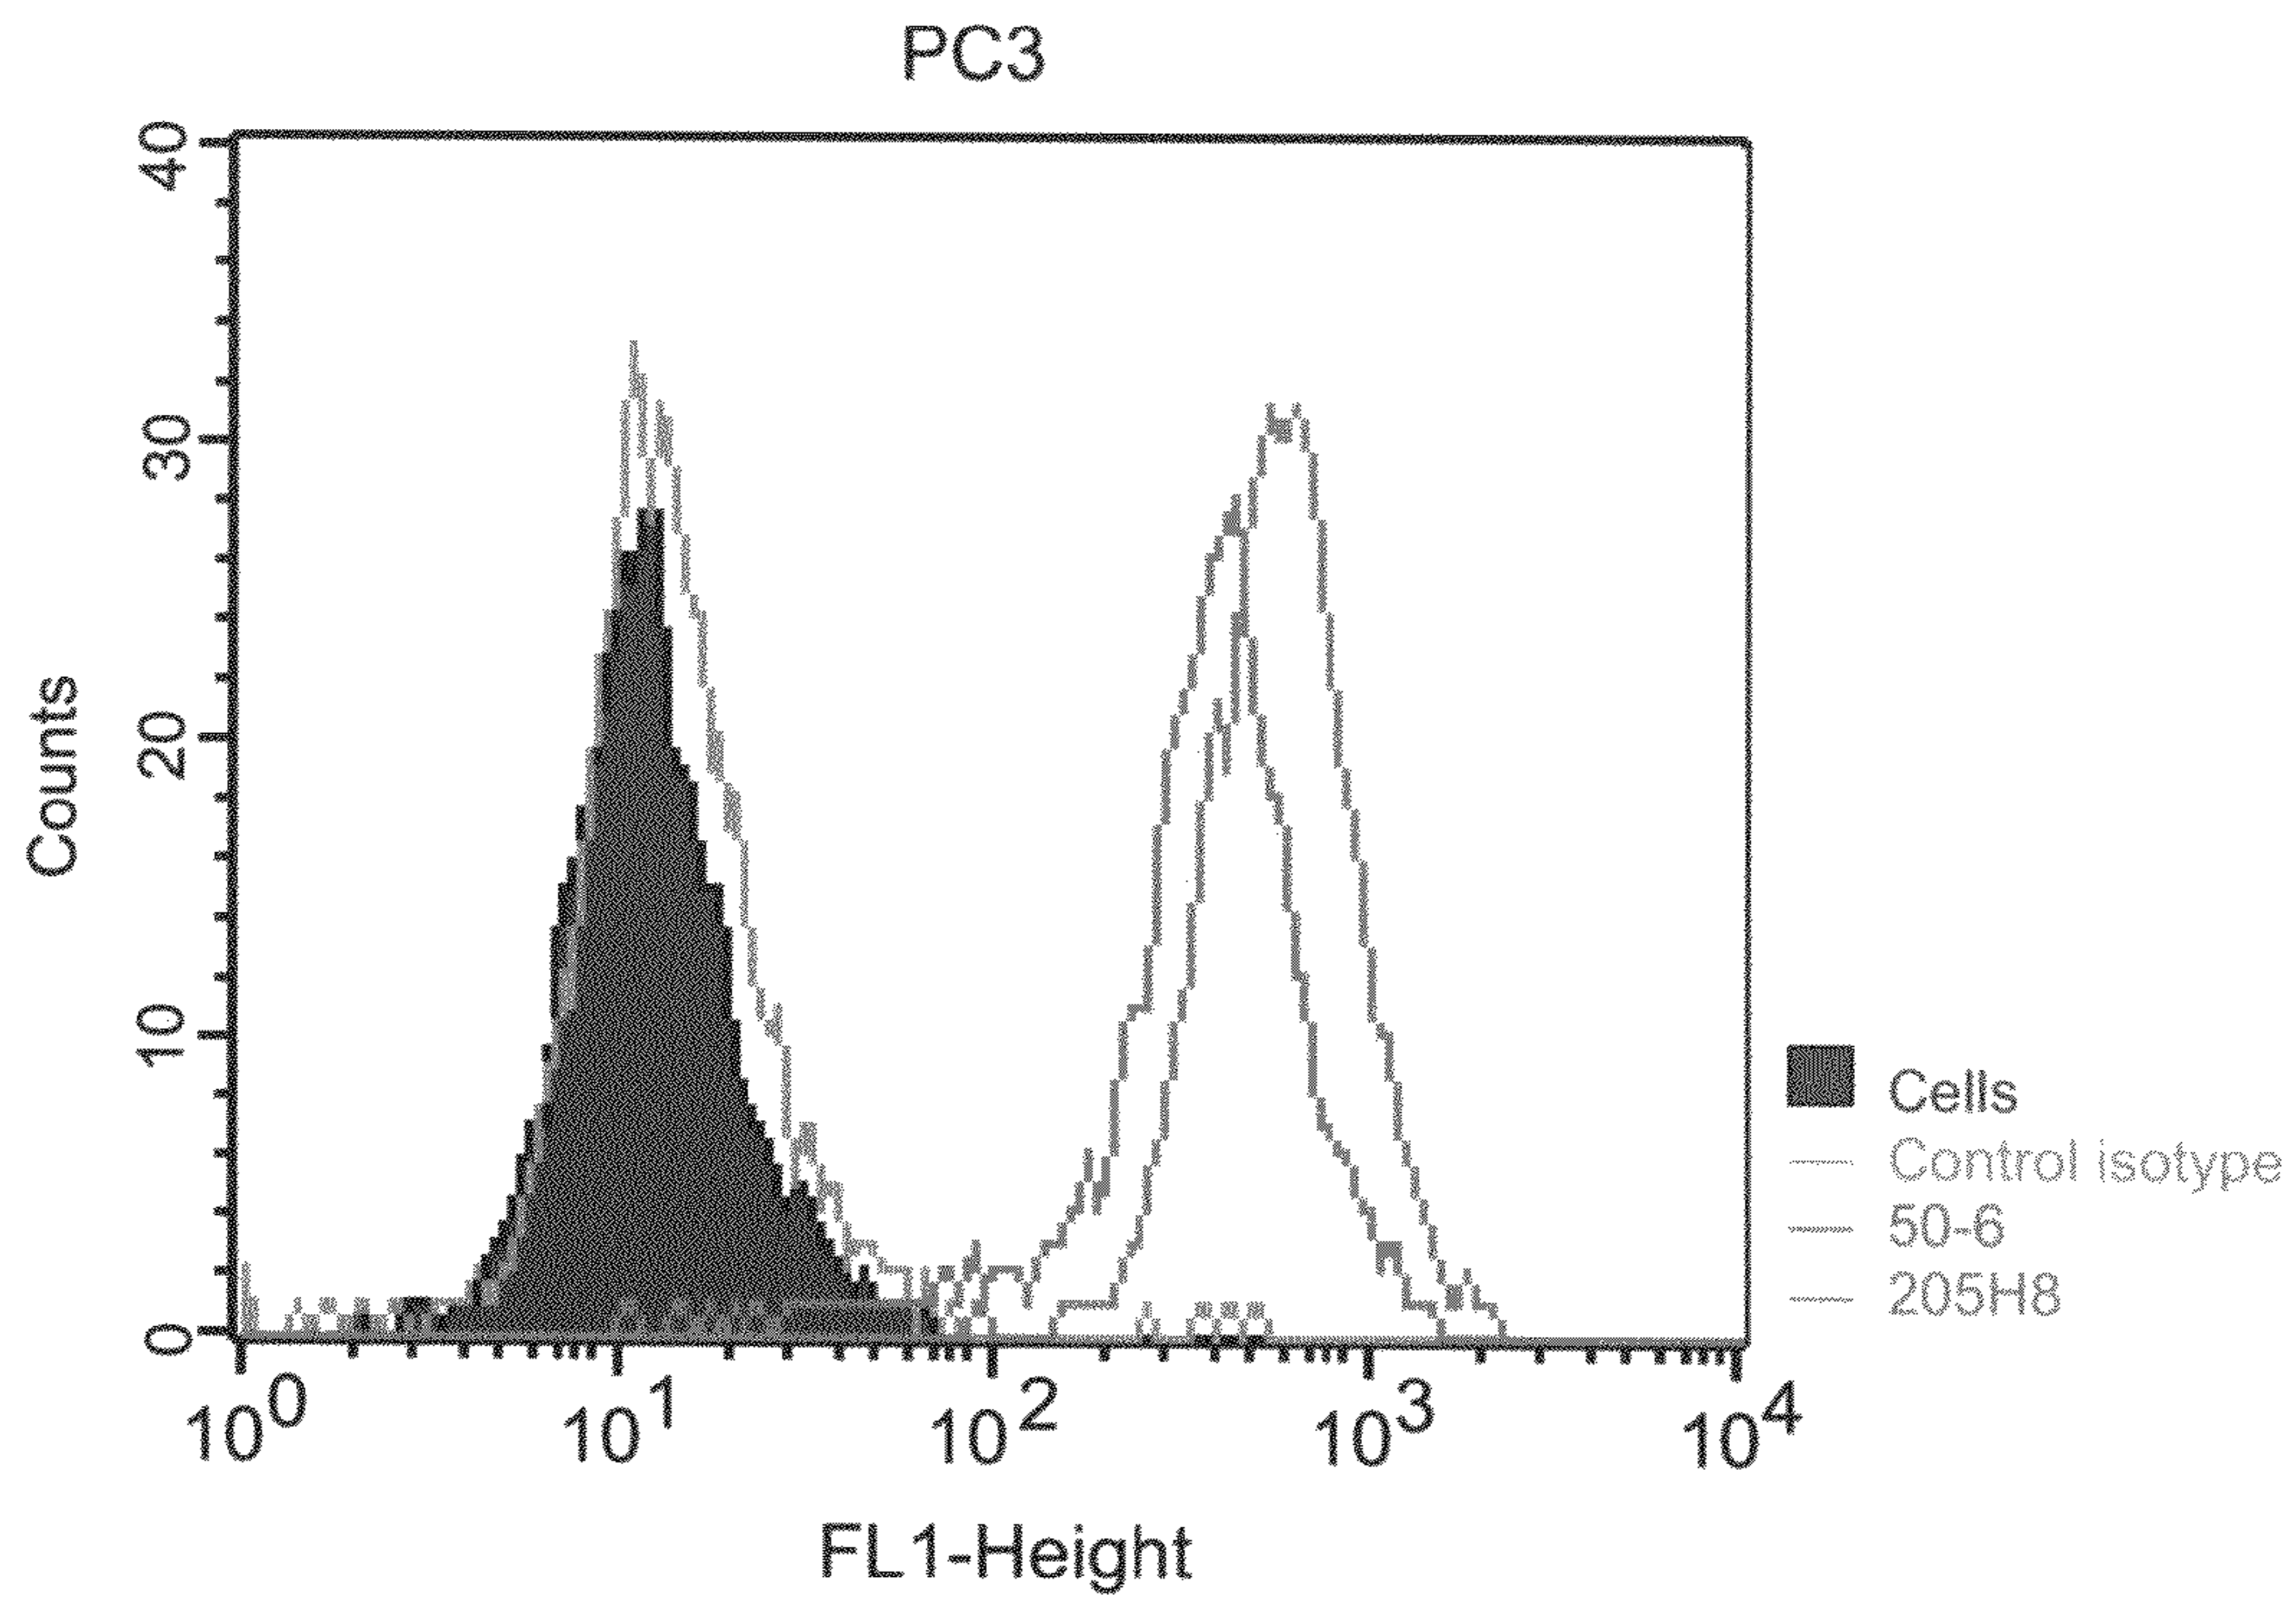 PC3
40
30
20
10
0
Counts
10^0 10^1 10^2 10^3 10^4
FL1-Height
Cells
Control isotype
50-6
205H8